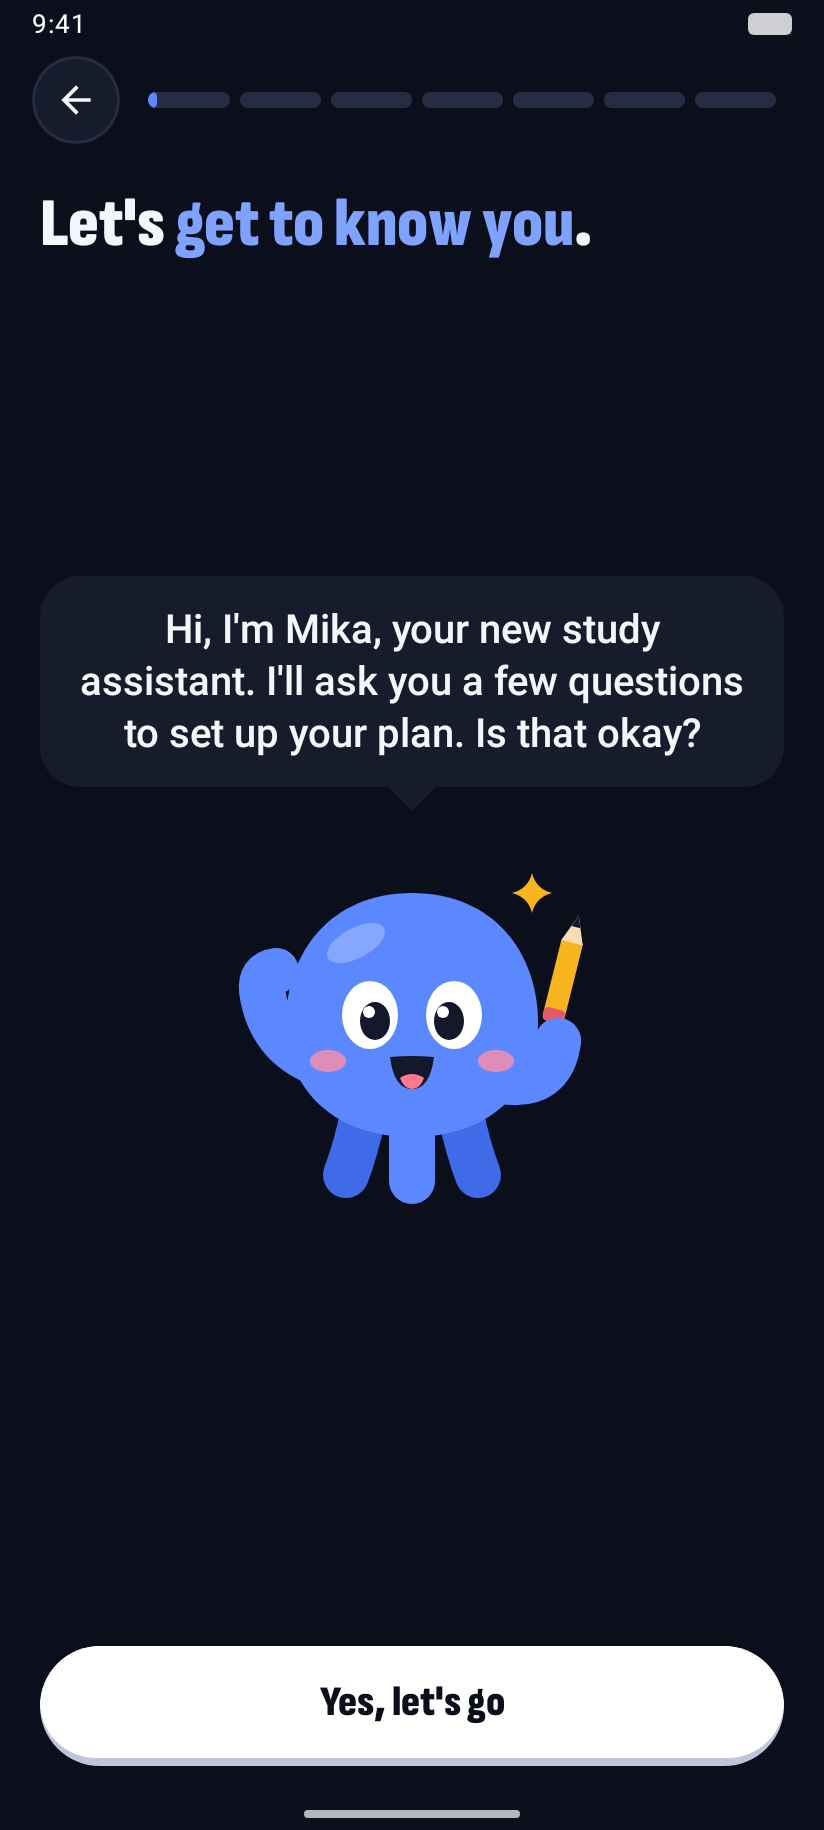 9:41
Let's get to know you.
Hi, I'm Mika, your new study
assistant. I'll ask you a few questions
to set up your plan. Is that okay?
Yes, let's go